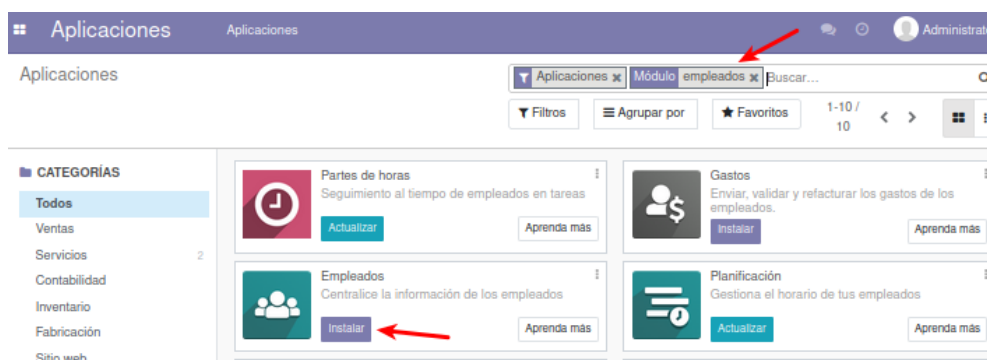 Aplicaciones Aplicaciones Administrat
Aplicaciones
Aplicaciones Módulo empleados Buscar...
Filtros Agrupar por Favoritos 1-10 / 10
CATEGORÍAS
Todos
Ventas
Servicios 2
Contabilidad
Inventario
Fabricación
Sitio web
Partes de horas
Seguimiento al tiempo de empleados en tareas
Actualizar Aprenda más
Gastos
Enviar, validar y refacturar los gastos de los
empleados.
Instalar Aprenda más
Empleados
Centralice la información de los empleados
Instalar Aprenda más
Planificación
Gestiona el horario de tus empleados
Actualizar Aprenda más